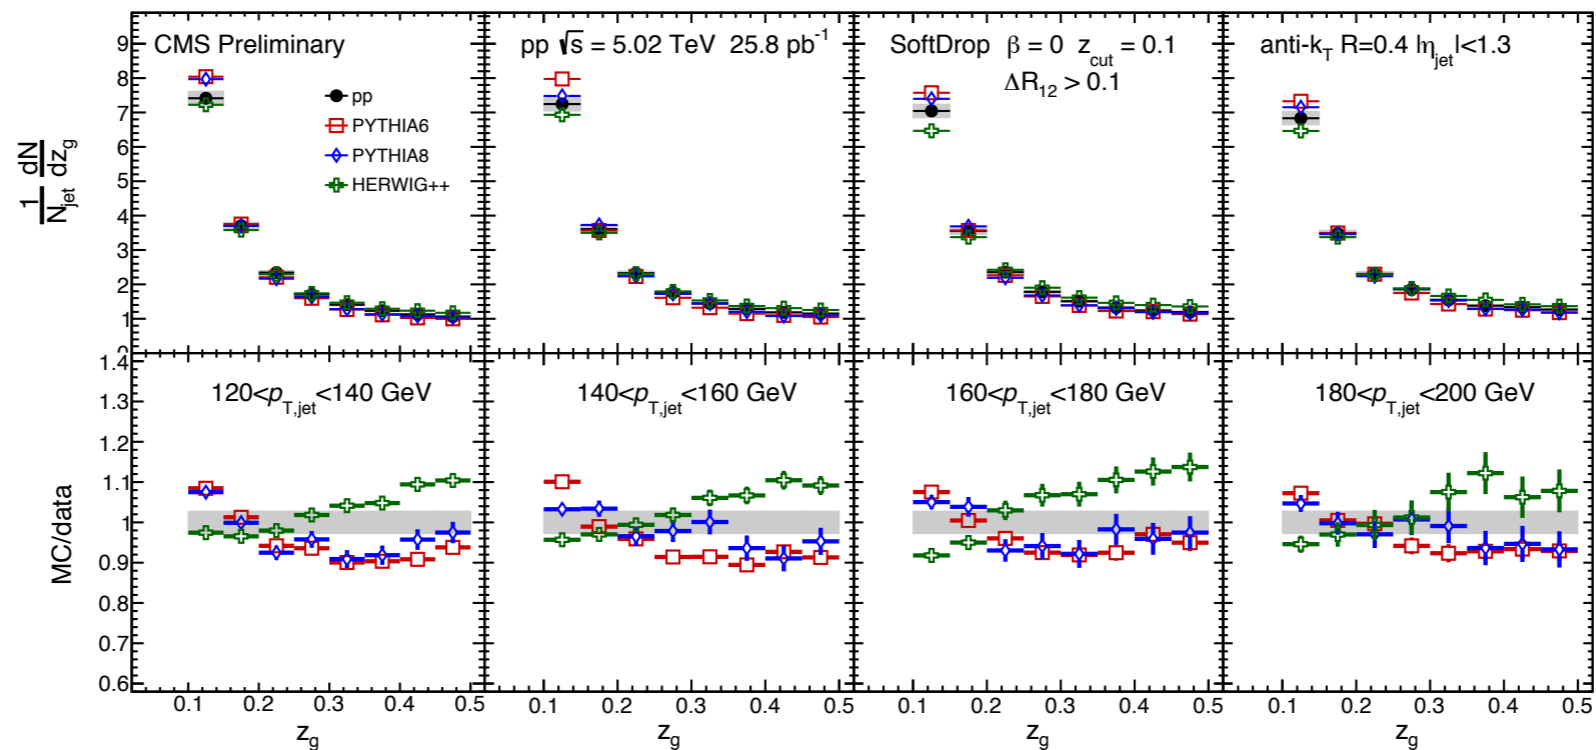 CMS Preliminary
pp √s = 5.02 TeV 25.8 pb⁻¹
SoftDrop β = 0 z_cut = 0.1
ΔR₁₂ > 0.1
anti-k_T R=0.4 |η_jet|<1.3
pp
PYTHIA6
PYTHIA8
HERWIG++
1/N_jet dN/dz_g
9
8
7
6
5
4
3
2
1
0
120<p_T,jet<140 GeV
140<p_T,jet<160 GeV
160<p_T,jet<180 GeV
180<p_T,jet<200 GeV
MC/data
1.4
1.3
1.2
1.1
1
0.9
0.8
0.7
0.6
0.1 0.2 0.3 0.4 0.5
0.1 0.2 0.3 0.4 0.5
0.1 0.2 0.3 0.4 0.5
0.1 0.2 0.3 0.4 0.5
z_g
z_g
z_g
z_g